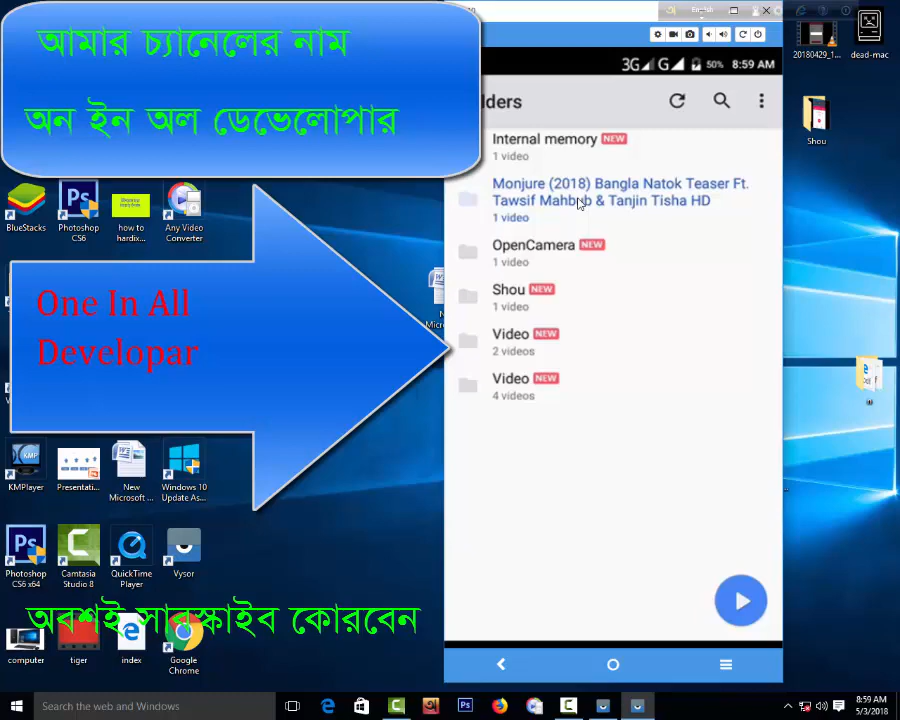 আমার চ্যানেলের নাম
অন ইন অল ডেভেলোপার
One In All
Developar
অবশই সাবস্ক্রাইব কোরবেন
English
3G G 50% 8:59 AM
lders
Internal memory NEW
1 video
Monjure (2018) Bangla Natok Teaser Ft.
Tawsif Mahbub & Tanjin Tisha HD
1 video
OpenCamera NEW
1 video
Shou NEW
1 video
Video NEW
2 videos
Video NEW
4 videos
20180429_1...
dead-mac
Shou
BlueStacks
Photoshop
CS6
how to
hardix...
Any Video
Converter
KMPlayer
Presentati...
New
Microsoft ...
Windows 10
Update As...
Photoshop
CS6 x64
Camtasia
Studio 8
QuickTime
Player
Vysor
computer
tiger
index
Google
Chrome
Search the web and Windows
8:59 AM
5/3/2018